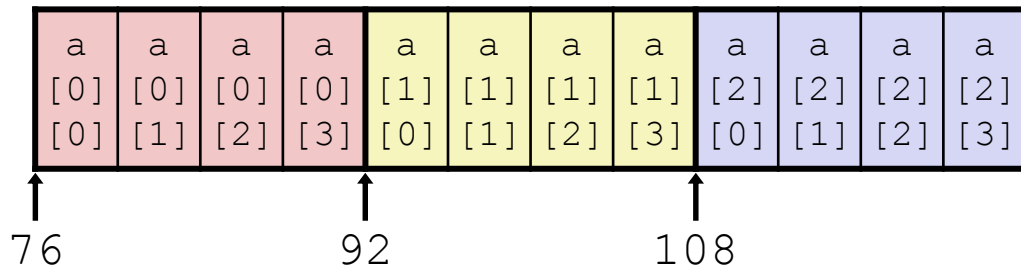 a a a a a a a a a a a a
[0] [0] [0] [0] [1] [1] [1] [1] [2] [2] [2] [2]
[0] [1] [2] [3] [0] [1] [2] [3] [0] [1] [2] [3]
76 92 108